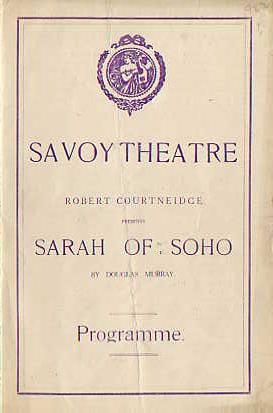 SAVOY THEATRE
ROBERT COURTNEIDGE
PRESENTS
SARAH OF SOHO
BY DOUGLAS MURRAY
Programme.